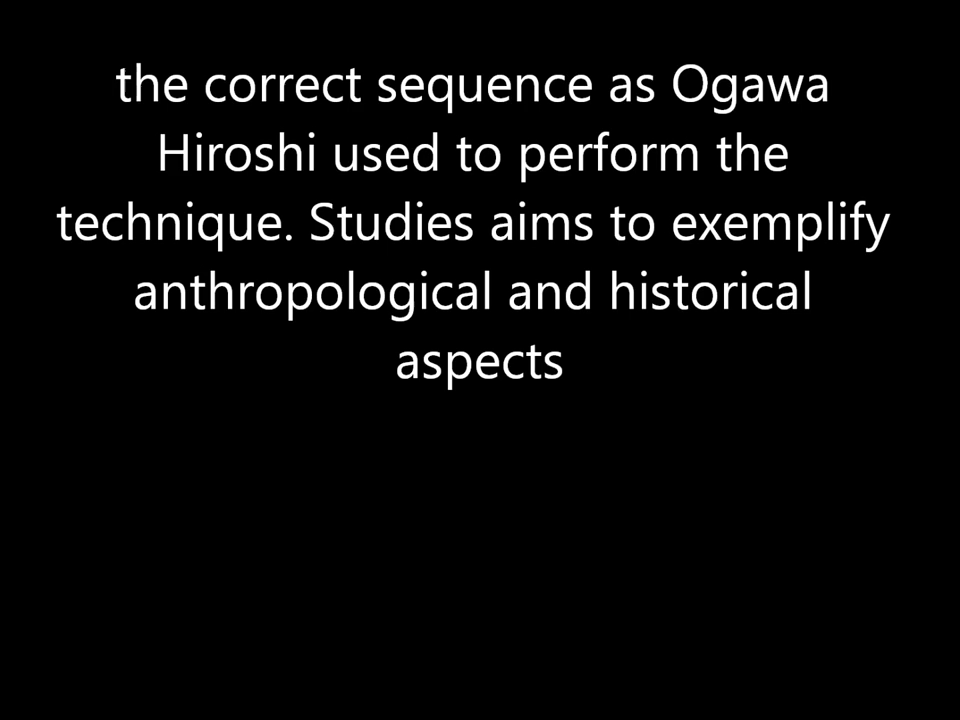 the correct sequence as Ogawa
Hiroshi used to perform the
technique. Studies aims to exemplify
anthropological and historical
aspects